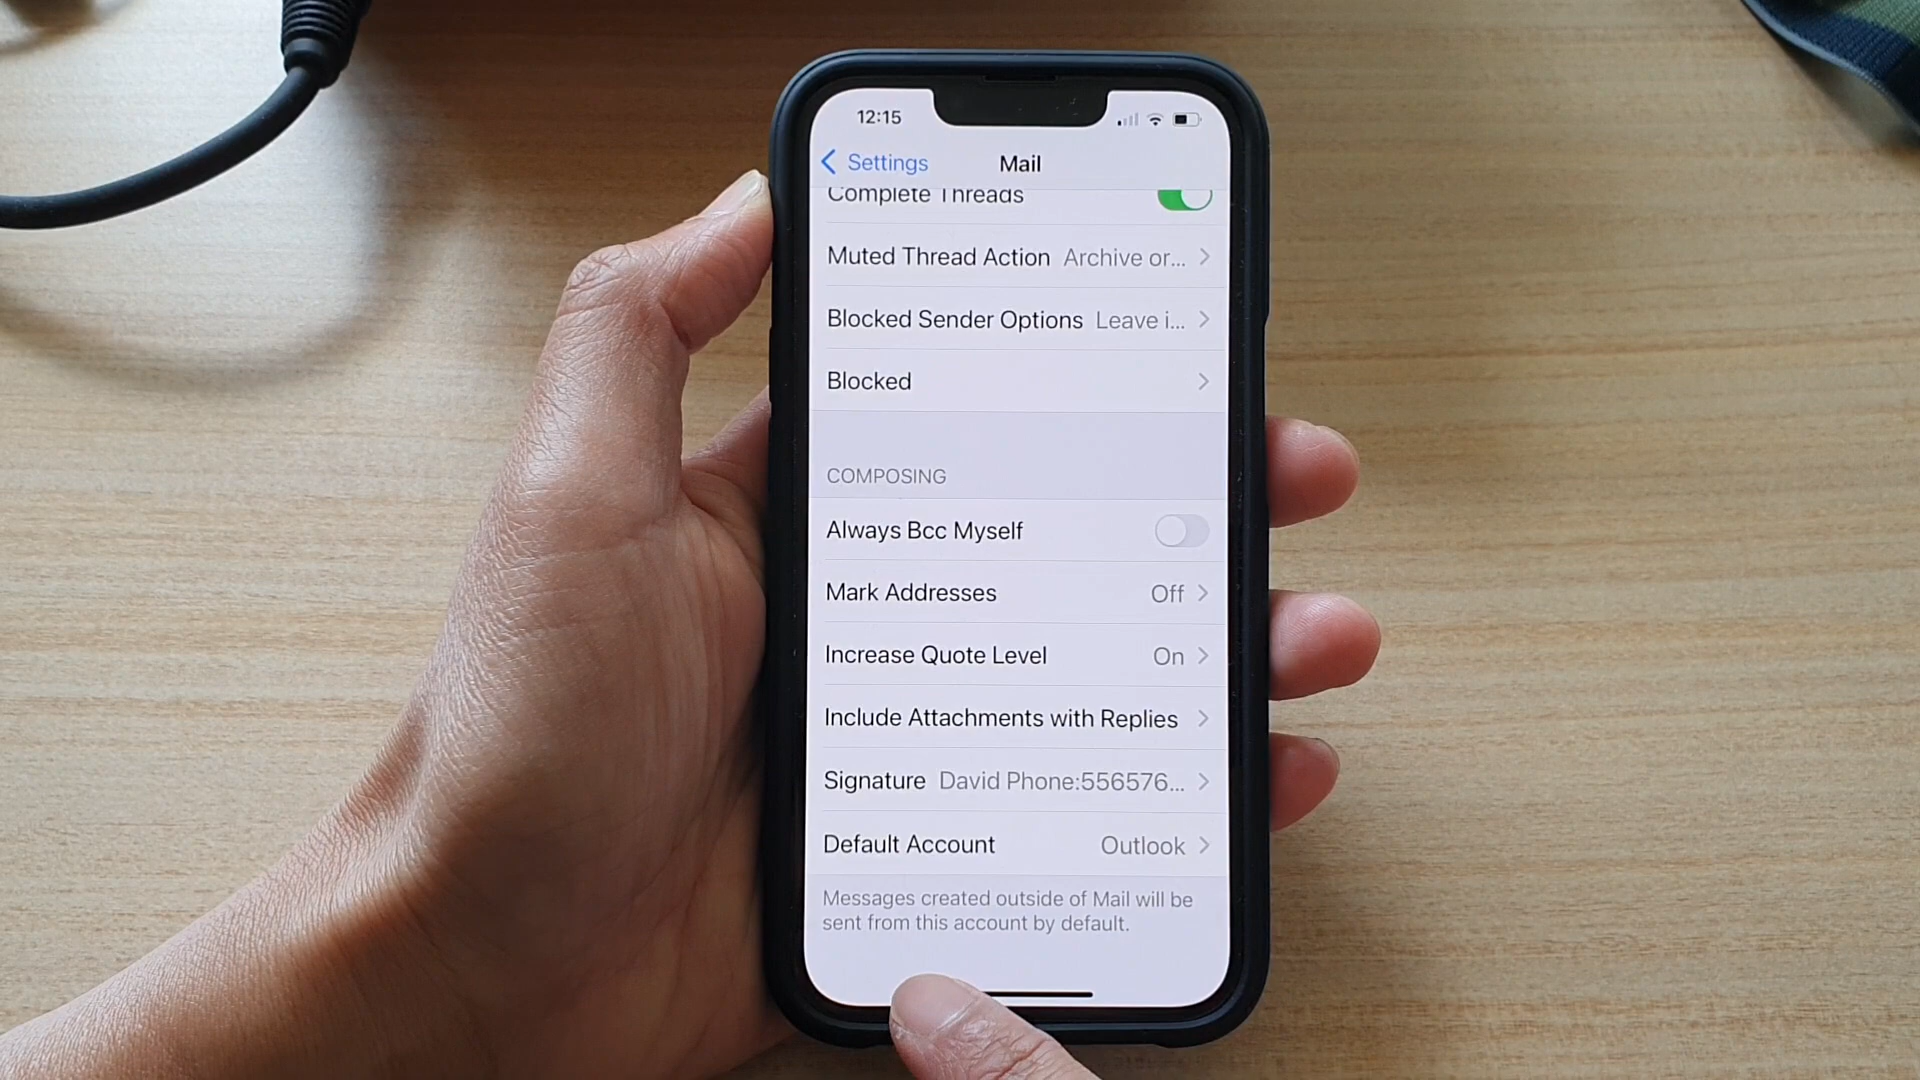 12:15
Settings
Mail
Complete Threads
Muted Thread Action Archive or...
Blocked Sender Options Leave i...
Blocked
COMPOSING
Always Bcc Myself
Mark Addresses Off
Increase Quote Level On
Include Attachments with Replies
Signature David Phone:556576...
Default Account Outlook
Messages created outside of Mail will be
sent from this account by default.